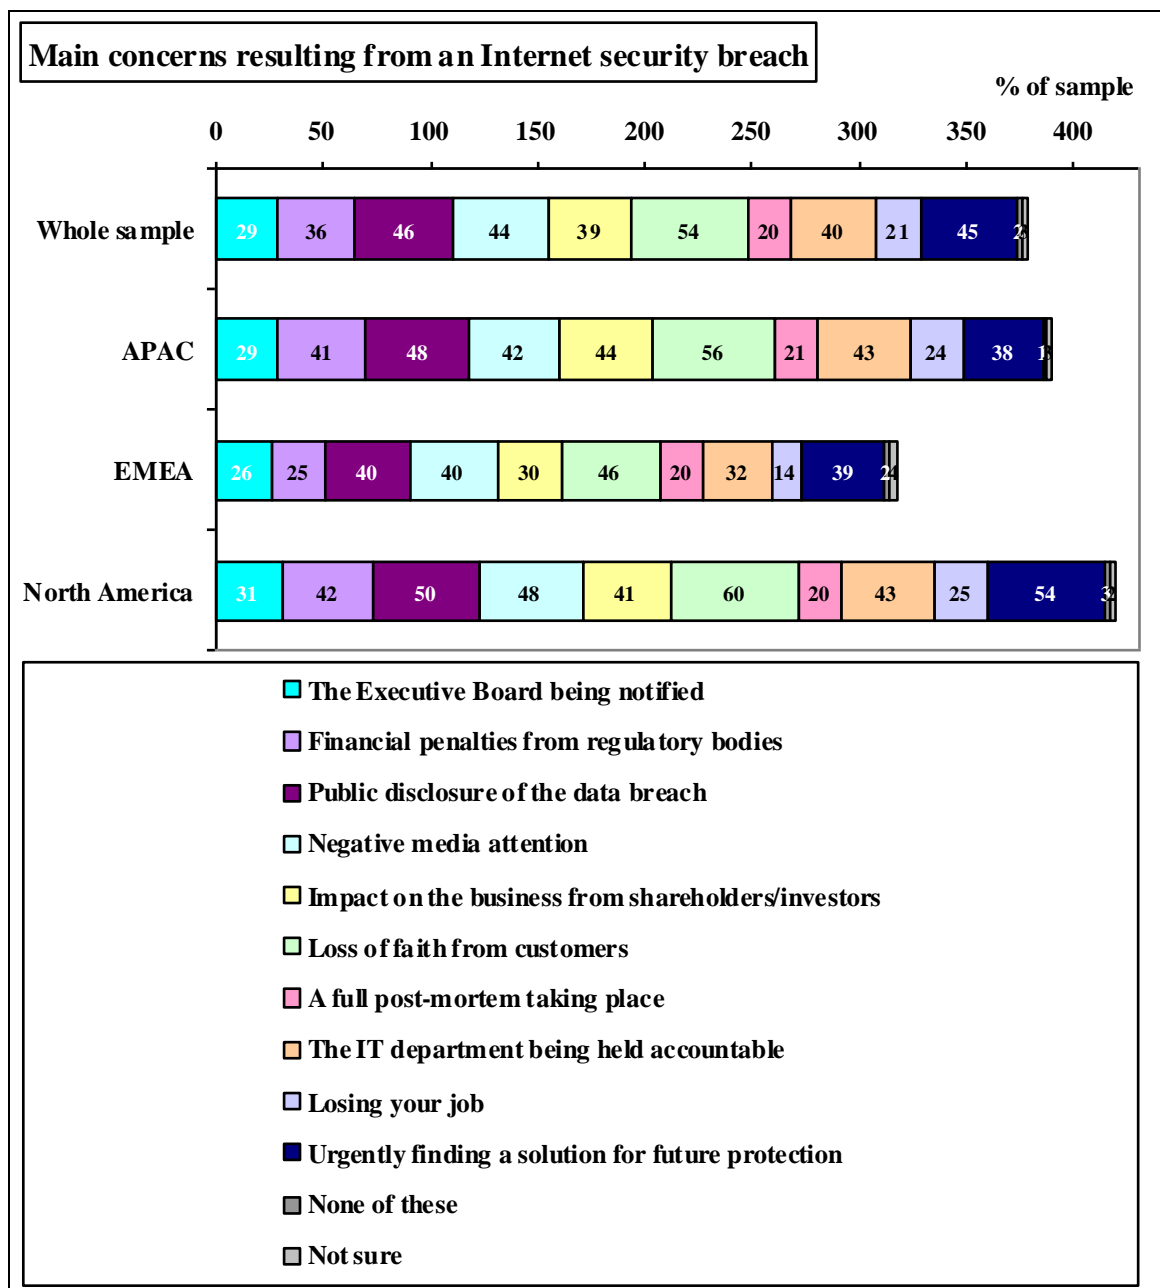 Main concerns resulting from an Internet security breach
% of sample
0 50 100 150 200 250 300 350 400
Whole sample 29 36 46 44 39 54 20 40 21 45 2
APAC 29 41 48 42 44 56 21 43 24 38 1
EMEA 26 25 40 40 30 46 20 32 14 39 2 4
North America 31 42 50 48 41 60 20 43 25 54 3 2
The Executive Board being notified
Financial penalties from regulatory bodies
Public disclosure of the data breach
Negative media attention
Impact on the business from shareholders/investors
Loss of faith from customers
A full post-mortem taking place
The IT department being held accountable
Losing your job
Urgently finding a solution for future protection
None of these
Not sure